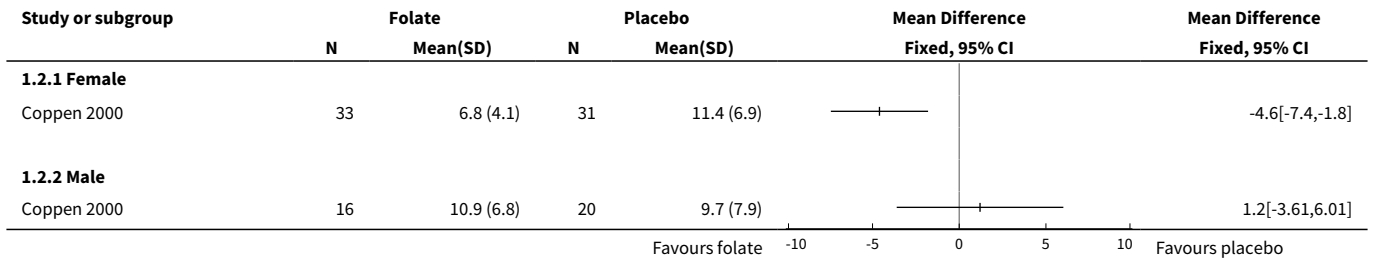 Study or subgroup Folate Placebo Mean Difference Mean Difference
N Mean(SD) N Mean(SD) Fixed, 95% CI Fixed, 95% CI
1.2.1 Female
Coppen 2000 33 6.8 (4.1) 31 11.4 (6.9) -4.6[-7.4,-1.8]
1.2.2 Male
Coppen 2000 16 10.9 (6.8) 20 9.7 (7.9) 1.2[-3.61,6.01]
Favours folate -10 -5 0 5 10 Favours placebo